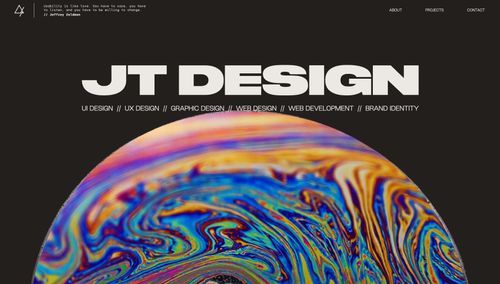 Usability is like love. You have to care, you have
to listen, and you have to be willing to change.
// Jeffrey Zeldman
ABOUT
PROJECTS
CONTACT
JT DESIGN
UI DESIGN // UX DESIGN // GRAPHIC DESIGN // WEB DESIGN // WEB DEVELOPMENT // BRAND IDENTITY